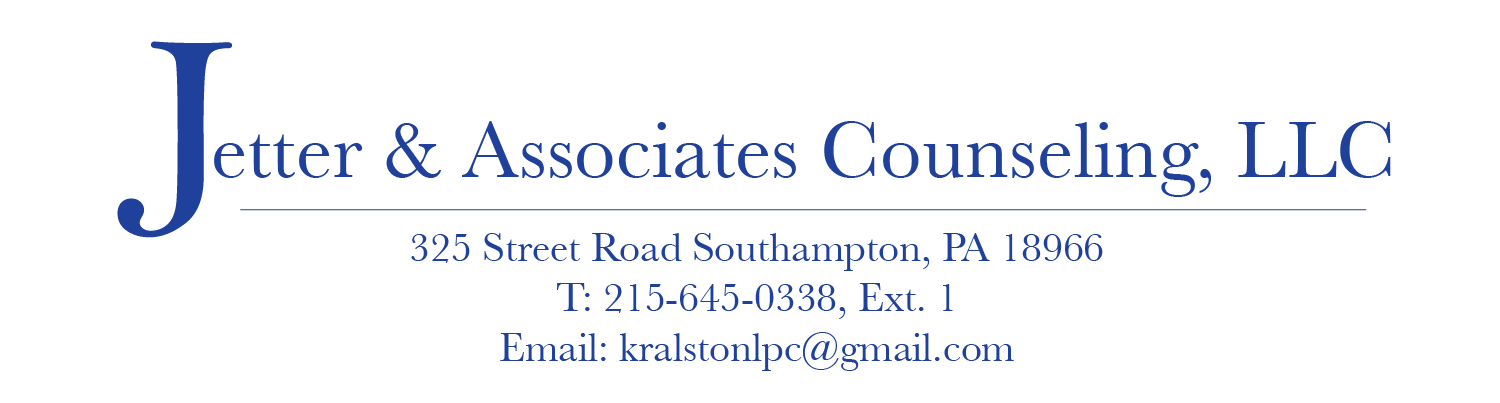 Jetter & Associates Counseling, LLC
325 Street Road Southampton, PA 18966
T: 215-645-0338, Ext. 1
Email: kralstonlpc@gmail.com